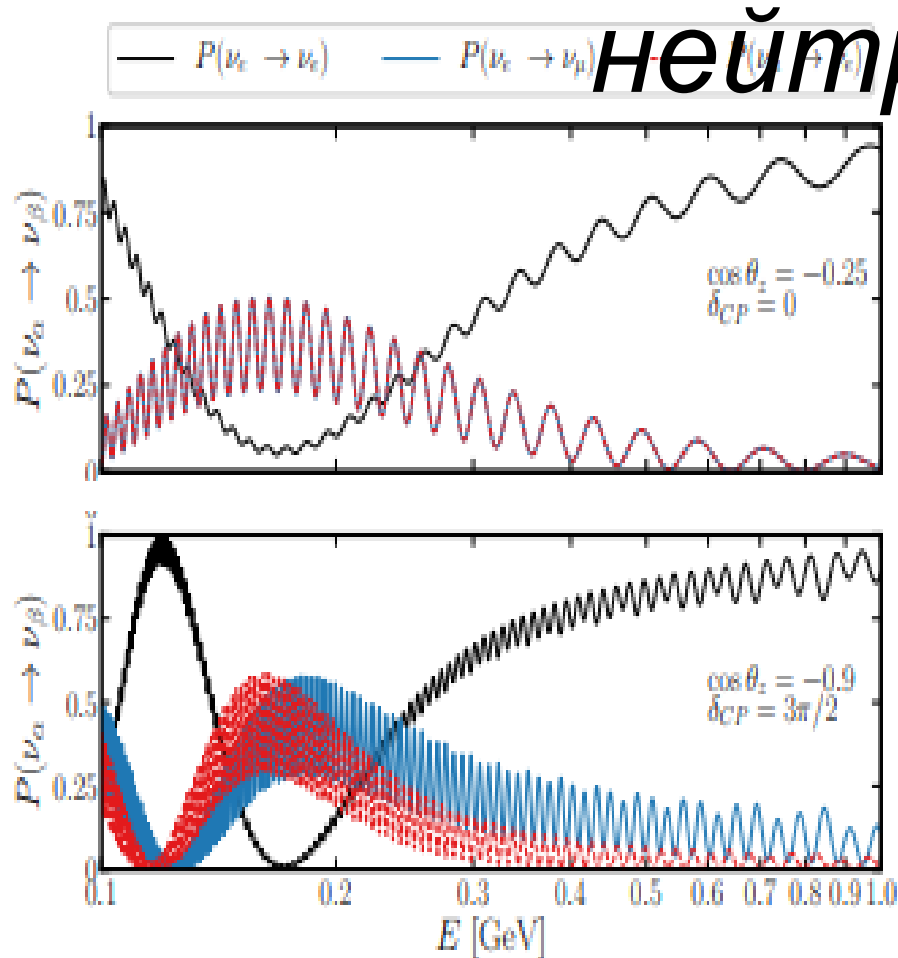 P(νₑ → νₑ) P(νₑ → νμ) нейтр
1
0.75
0.5
0.25
0
P(να → νβ)
cos θz = −0.25
δCP = 0
1
0.75
0.5
0.25
0
P(να → νβ)
cos θz = −0.9
δCP = 3π/2
0.1 0.2 0.3 0.4 0.5 0.6 0.7 0.8 0.9 1.0
E [GeV]